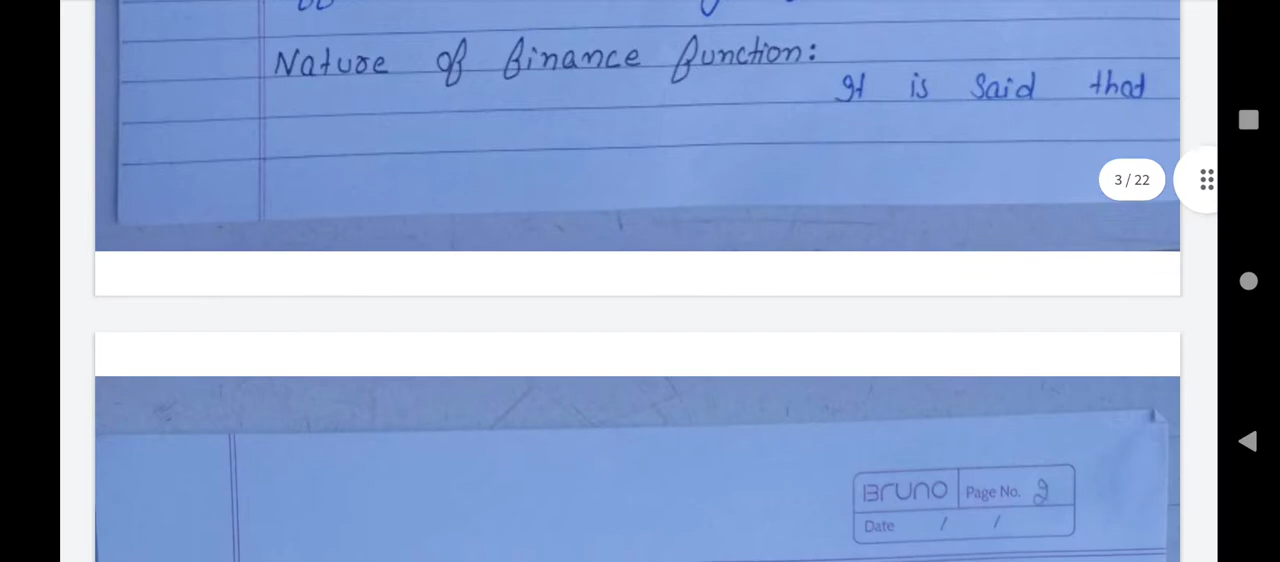 Nature of finance function:
It is said that
3 / 22
Bruno Page No. 2
Date / /